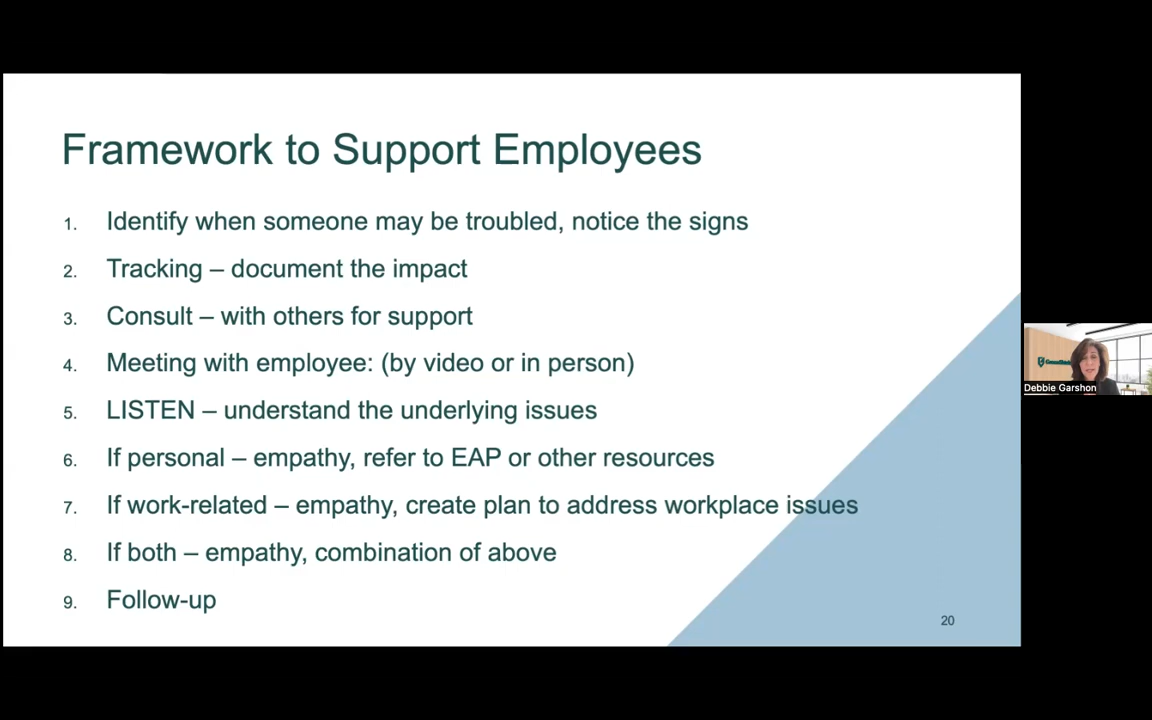 Framework to Support Employees
1. Identify when someone may be troubled, notice the signs
2. Tracking – document the impact
3. Consult – with others for support
4. Meeting with employee: (by video or in person)
5. LISTEN – understand the underlying issues
6. If personal – empathy, refer to EAP or other resources
7. If work-related – empathy, create plan to address workplace issues
8. If both – empathy, combination of above
9. Follow-up
20
Debbie Garshon